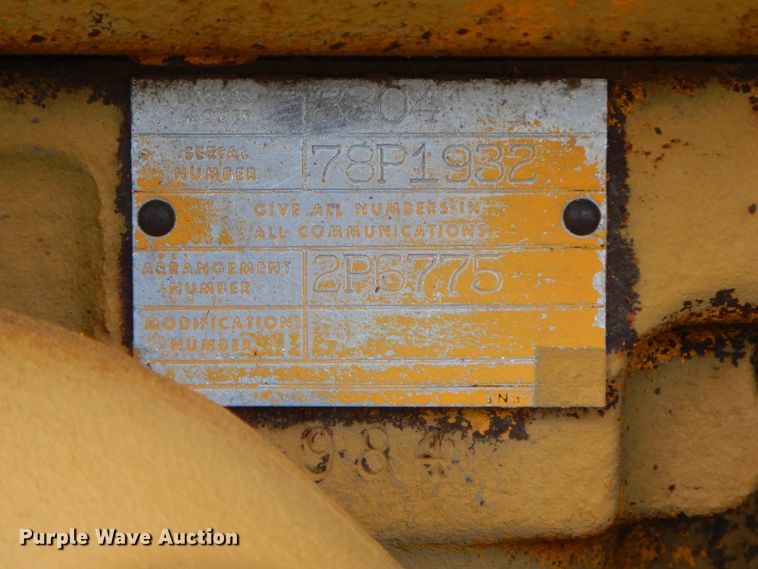 MODEL 3304
SERIAL
NUMBER 78P1932
GIVE ALL NUMBERS IN
ALL COMMUNICATIONS
ARRANGEMENT
NUMBER 2P6775
MODIFICATION
NUMBER
984
Purple Wave Auction